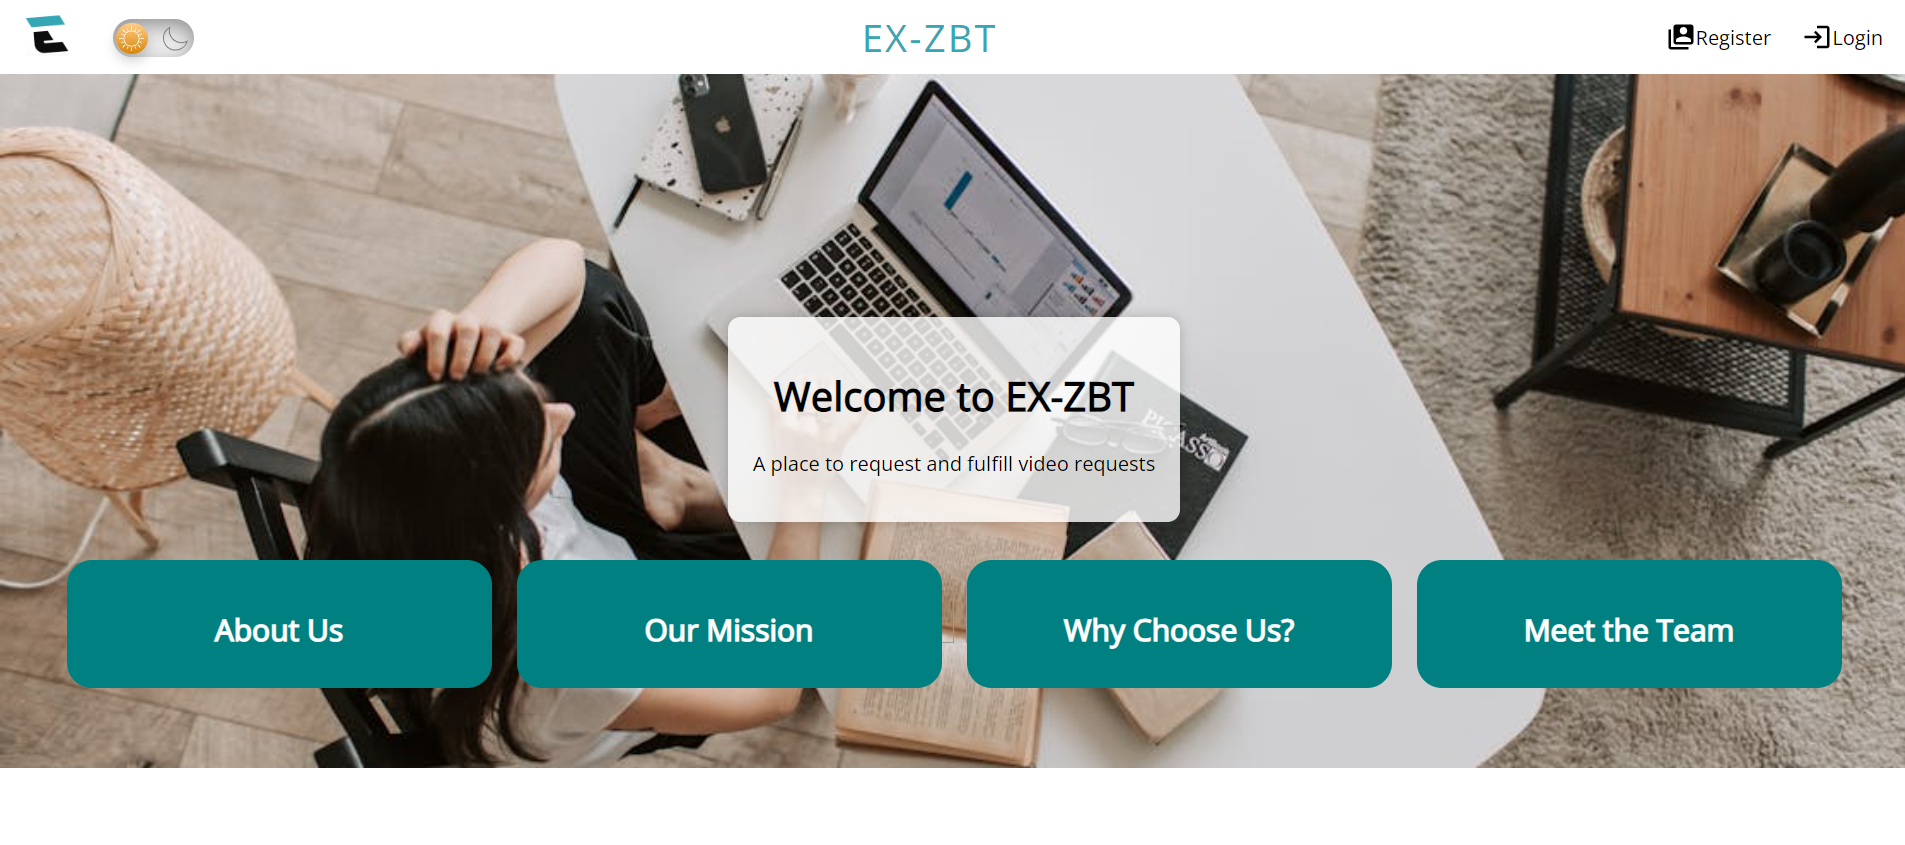 EX-ZBT
Register
Login
Welcome to EX-ZBT
A place to request and fulfill video requests
PICASSO
About Us
Our Mission
Why Choose Us?
Meet the Team